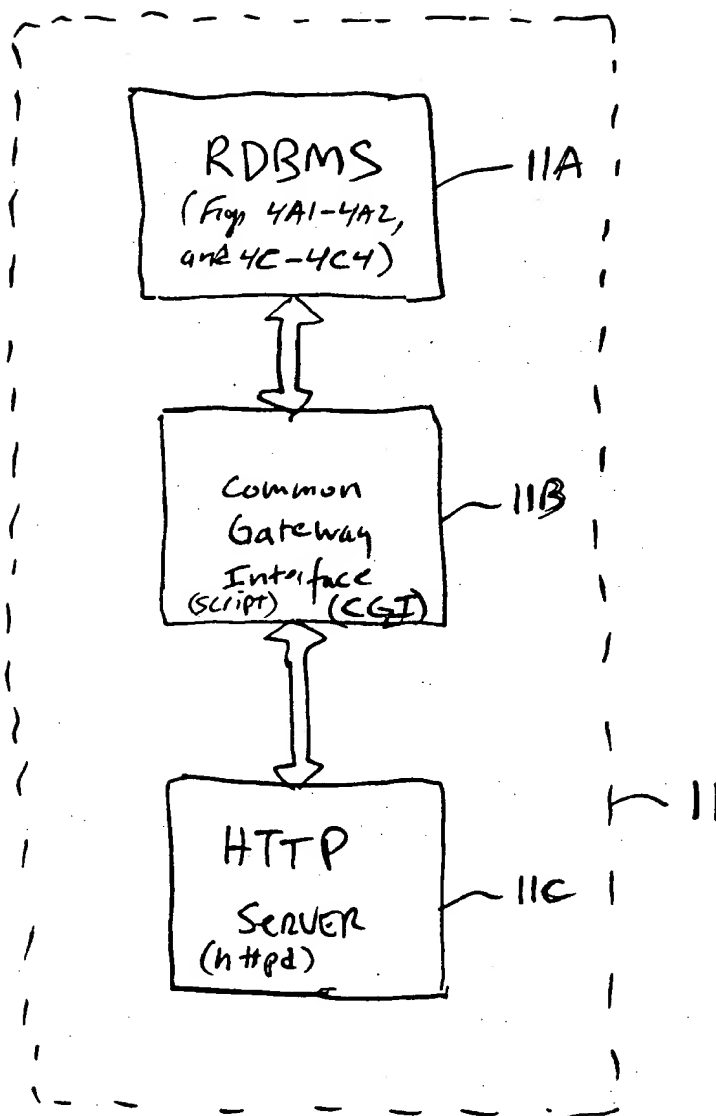 RDBMS
11A
(Figs 4A1-4A2,
and 4C-4C4)
Common
11B
Gateway
Interface
(script) (CGI)
11
HTTP
11C
SERVER
(httpd)